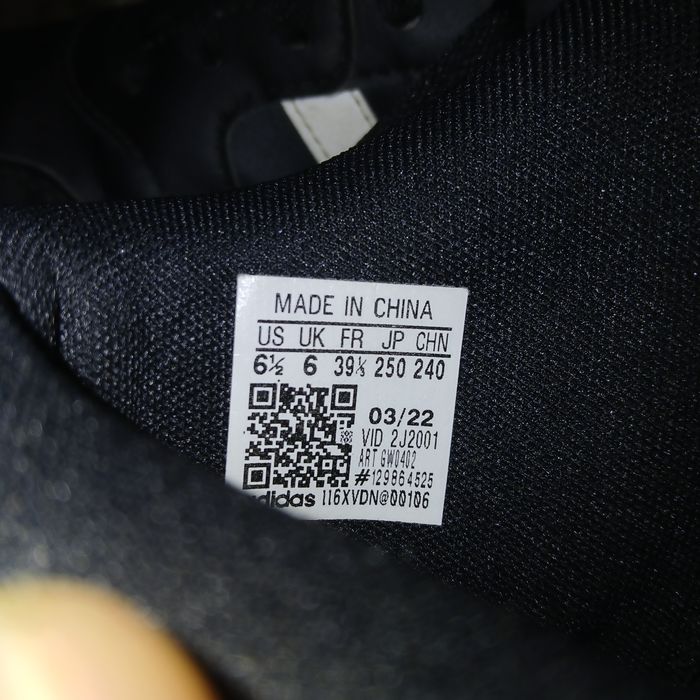 MADE IN CHINA
US UK FR JP CHN
6½ 6 39⅓ 250 240
03/22
VID 2J2001
ART GW0402
#129864525
adidas II6XVDN@00106